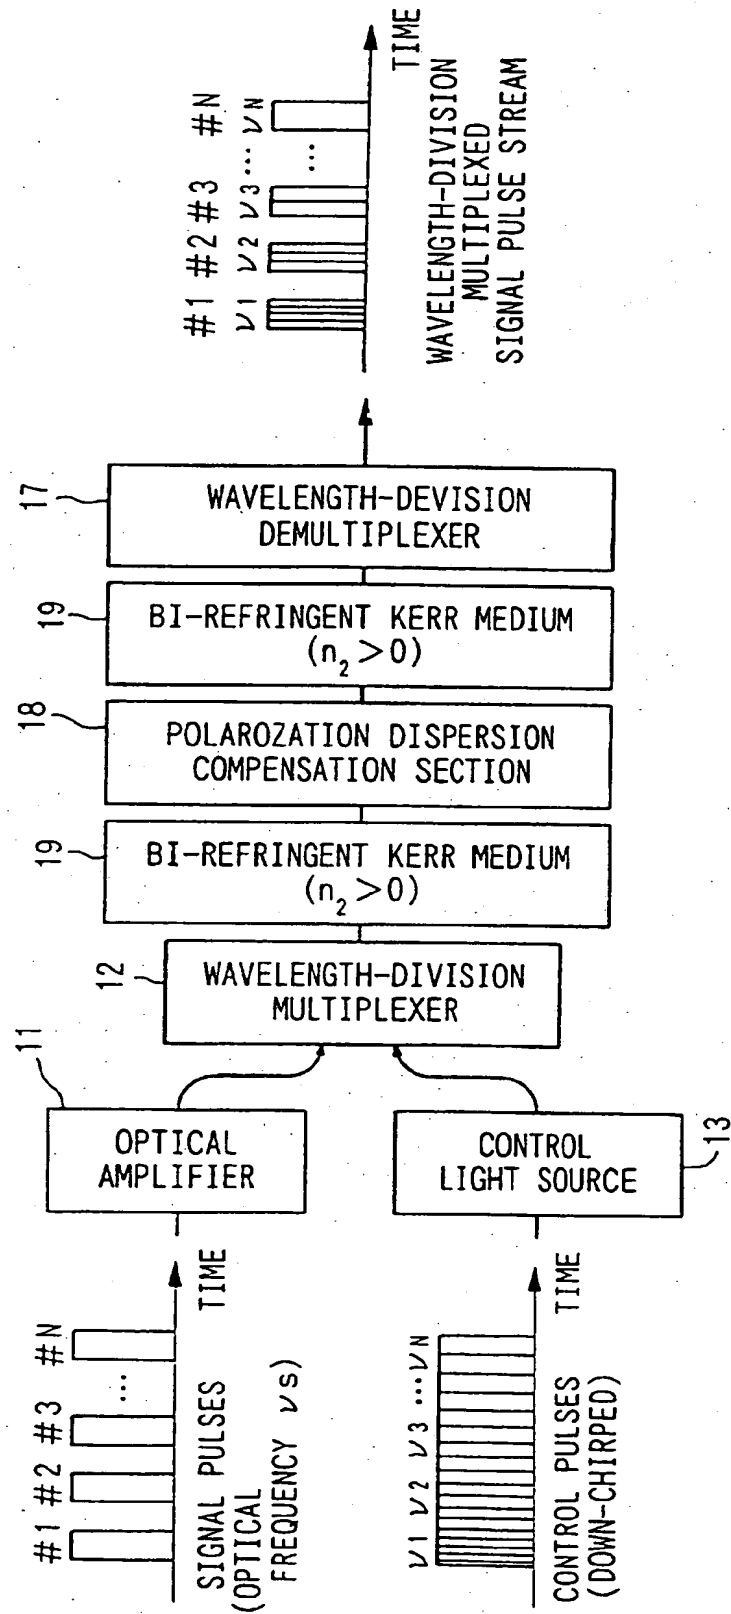 #1 #2 #3 #N
...
TIME
SIGNAL PULSES
(OPTICAL
FREQUENCY νs)
ν1 ν2 ν3 ...νN
TIME
CONTROL PULSES
(DOWN-CHIRPED)
11
OPTICAL
AMPLIFIER
CONTROL
LIGHT SOURCE
13
12
WAVELENGTH-DIVISION
MULTIPLEXER
19
BI-REFRINGENT KERR MEDIUM
(n2>0)
18
POLAROZATION DISPERSION
COMPENSATION SECTION
19
BI-REFRINGENT KERR MEDIUM
(n2>0)
17
WAVELENGTH-DEVISION
DEMULTIPLEXER
#1 #2 #3 #N
ν1 ν2 ν3 ... νN
...
TIME
WAVELENGTH-DIVISION
MULTIPLEXED
SIGNAL PULSE STREAM